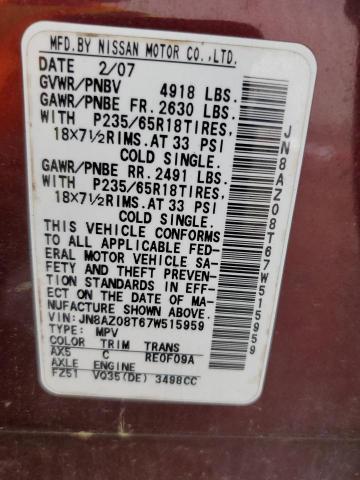 MFD.BY NISSAN MOTOR CO.,LTD.
DATE 2/07
GVWR/PNBV 4918 LBS.
GAWR/PNBE FR. 2630 LBS.
WITH P235/65R18TIRES,
18X7½RIMS.AT 33 PSI
COLD SINGLE.
GAWR/PNBE RR. 2491 LBS.
WITH P235/65R18TIRES,
18X7½RIMS.AT 33 PSI
COLD SINGLE.
THIS VEHICLE CONFORMS
TO ALL APPLICABLE FED-
ERAL MOTOR VEHICLE SA-
FETY AND THEFT PREVEN-
TION STANDARDS IN EFF-
ECT ON THE DATE OF MA-
NUFACTURE SHOWN ABOVE.
VIN: JN8AZ08T67W515959
TYPE MPV
COLOR TRIM TRANS
AX5 C RE0F09A
AXLE ENGINE
FZ51 VQ35(DE) 3498CC
JN8AZ08T67W515959